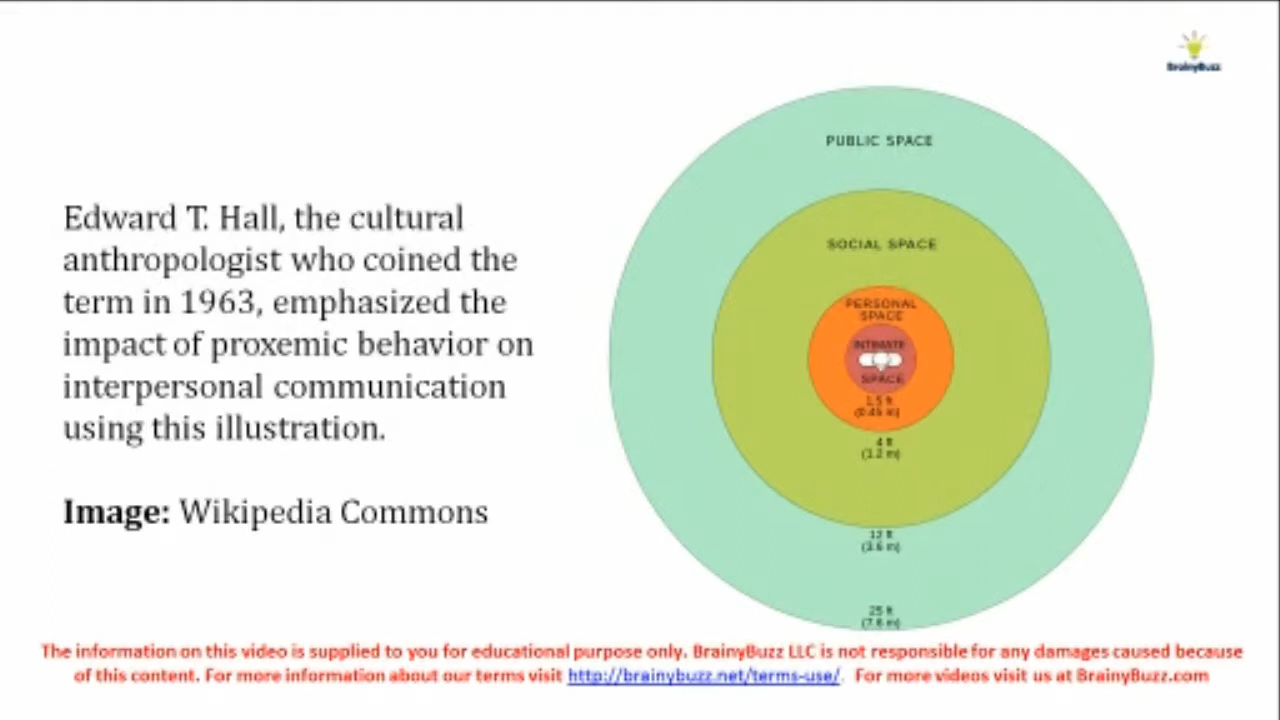 BrainyBuzz
PUBLIC SPACE
SOCIAL SPACE
PERSONAL
SPACE
INTIMATE
SPACE
1.5 ft
(0.45 m)
4 ft
(1.2 m)
12 ft
(3.6 m)
25 ft
(7.6 m)
Edward T. Hall, the cultural
anthropologist who coined the
term in 1963, emphasized the
impact of proxemic behavior on
interpersonal communication
using this illustration.
Image: Wikipedia Commons
The information on this video is supplied to you for educational purpose only. BrainyBuzz LLC is not responsible for any damages caused because
of this content. For more information about our terms visit http://brainybuzz.net/terms-use/. For more videos visit us at BrainyBuzz.com